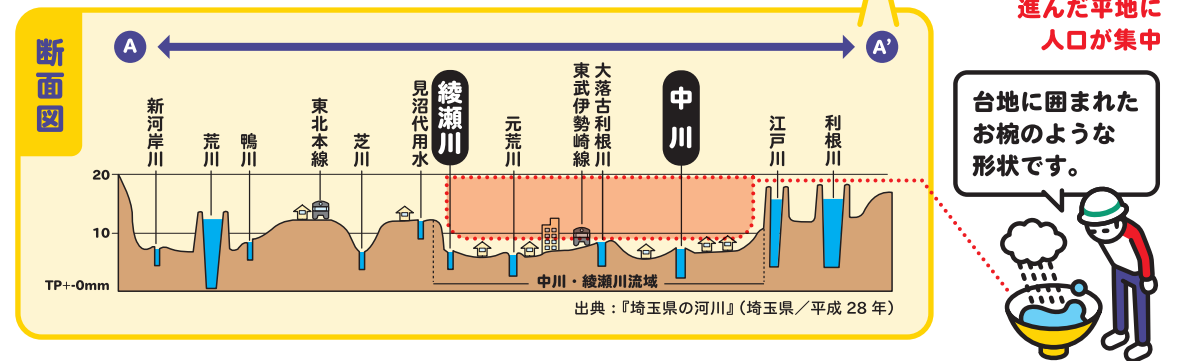 進んだ平地に
人口が集中
断面図
A
A'
新河岸川
荒川
鴨川
東北本線
芝川
見沼代用水
綾瀬川
元荒川
東武伊勢崎線
大落古利根川
中川
江戸川
利根川
20
10
TP+-0mm
中川・綾瀬川流域
出典：『埼玉県の河川』（埼玉県／平成 28 年）
台地に囲まれた
お椀のような
形状です。